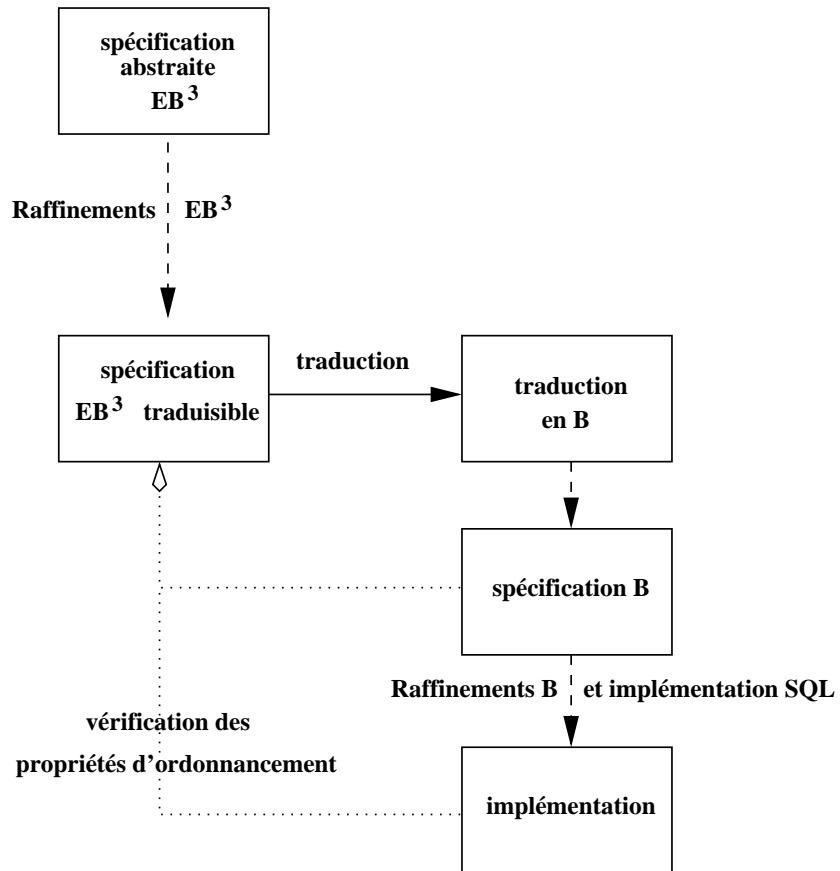 spécification
abstraite
EB³
Raffinements EB³
spécification
EB³ traduisible
traduction
traduction
en B
spécification B
Raffinements B et implémentation SQL
vérification des
propriétés d'ordonnancement
implémentation